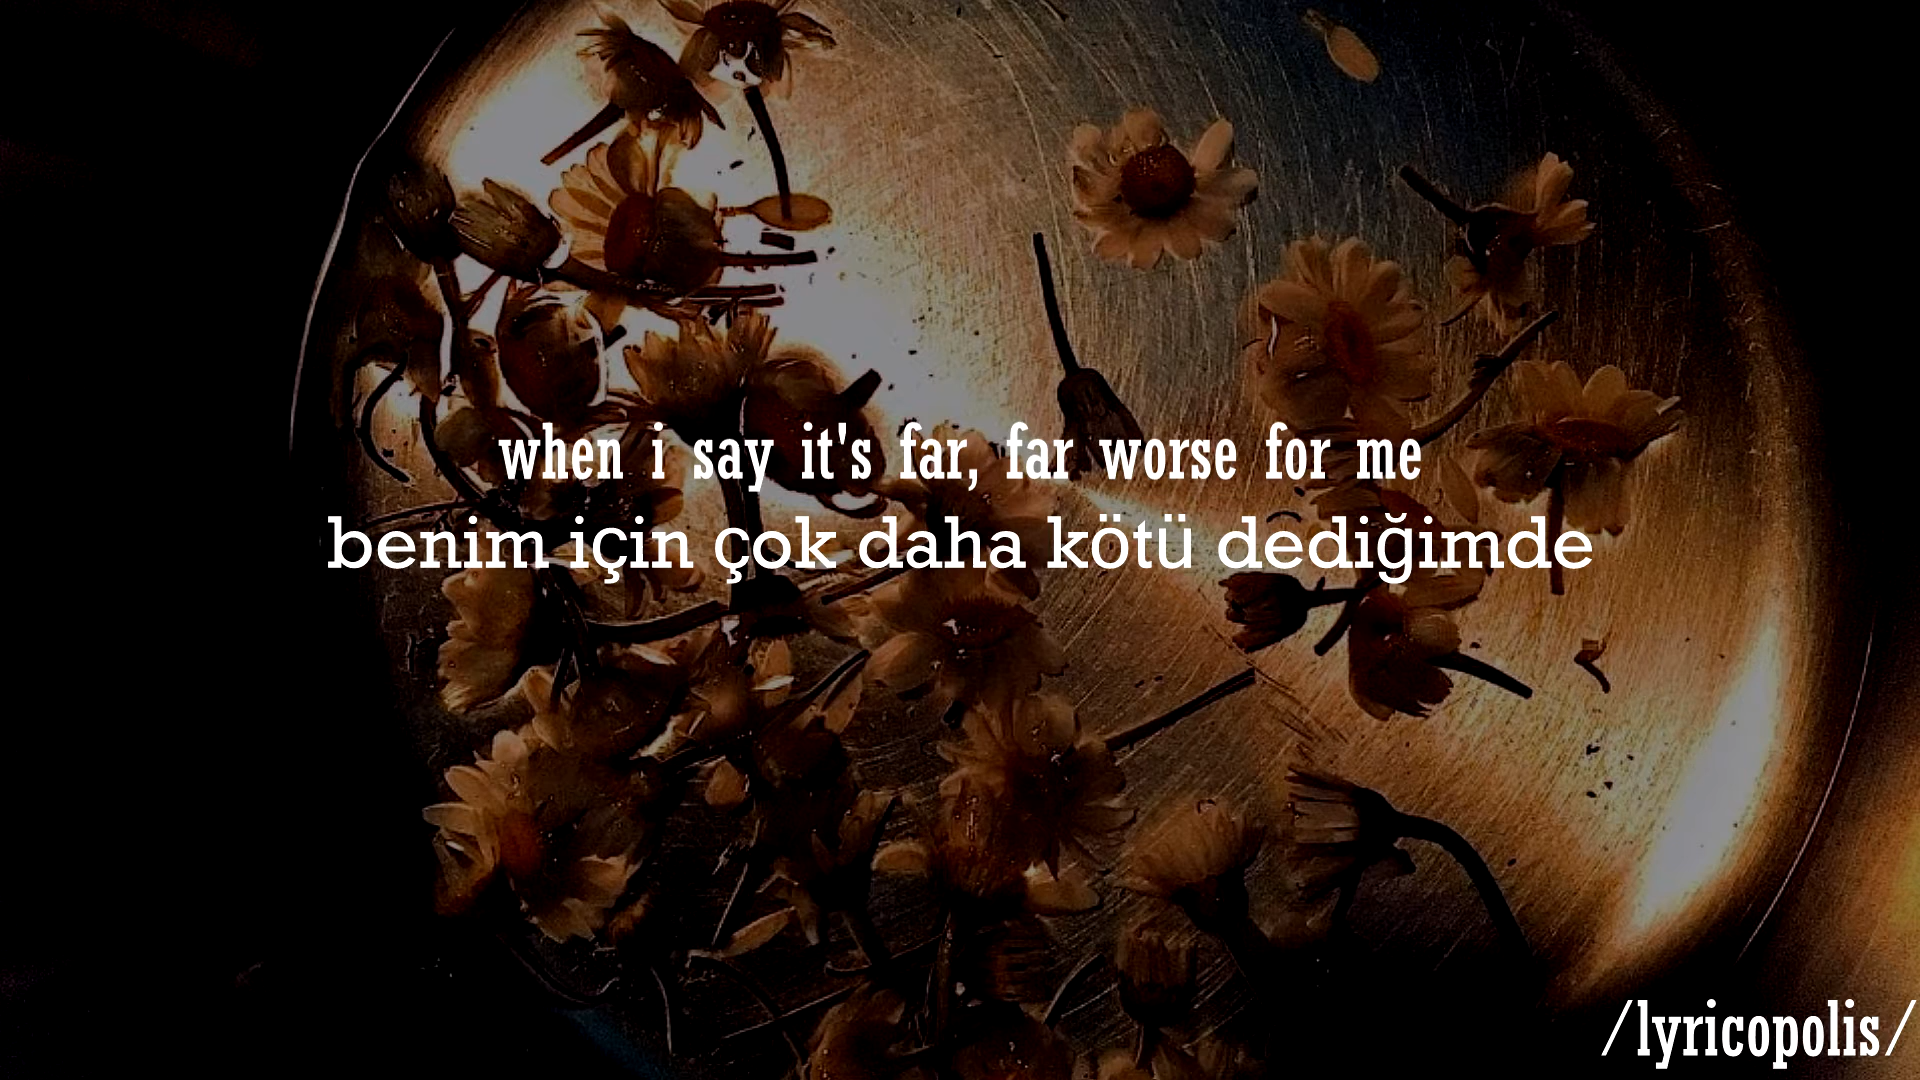 when i say it's far, far worse for me
benim için çok daha kötü dediğimde
/lyricopolis/